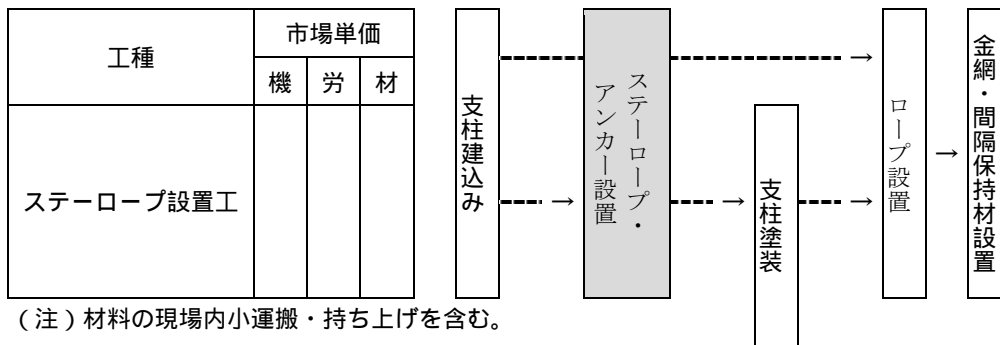 工種
市場単価
機 労 材
ステーロープ設置工
支柱建込み
ステーロープ・
アンカー設置
支柱塗装
ロープ設置
金網・間隔保持材設置
（注）材料の現場内小運搬・持ち上げを含む。